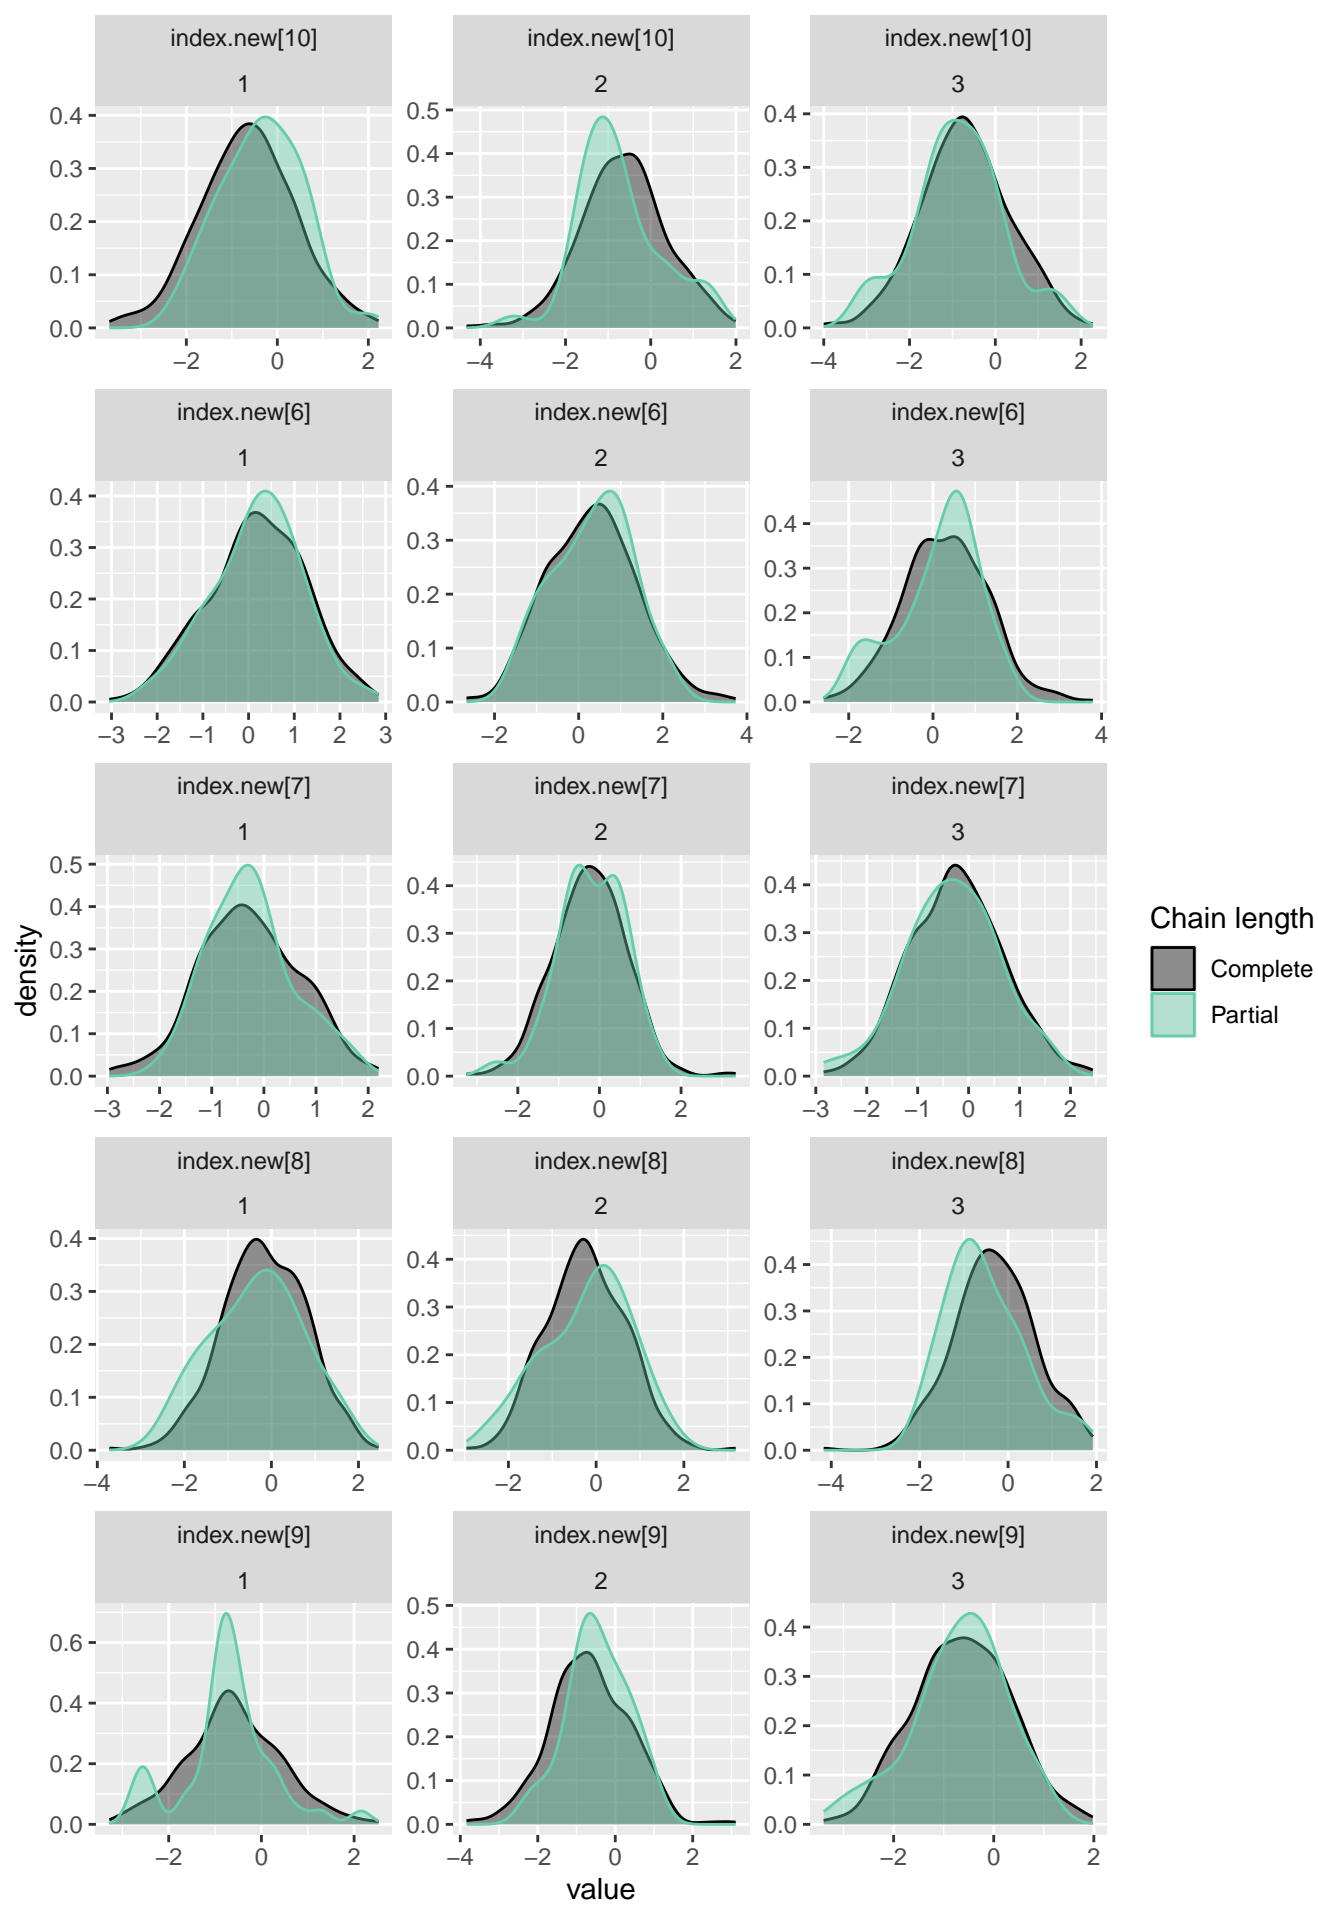 index.new[10] index.new[10] index.new[10]
1 2 3
0.4 0.3 0.2 0.1 0.0
0.5 0.4 0.3 0.2 0.1 0.0
0.4 0.3 0.2 0.1 0.0
−2 0 2
−4 −2 0 2
−4 −2 0 2
index.new[6] index.new[6] index.new[6]
1 2 3
0.4 0.3 0.2 0.1 0.0
0.4 0.3 0.2 0.1 0.0
0.4 0.3 0.2 0.1 0.0
−3 −2 −1 0 1 2 3
−2 0 2 4
−2 0 2 4
index.new[7] index.new[7] index.new[7]
1 2 3
0.5 0.4 0.3 0.2 0.1 0.0
0.4 0.3 0.2 0.1 0.0
0.4 0.3 0.2 0.1 0.0
−3 −2 −1 0 1 2
−2 0 2
−3 −2 −1 0 1 2
index.new[8] index.new[8] index.new[8]
1 2 3
0.4 0.3 0.2 0.1 0.0
0.4 0.3 0.2 0.1 0.0
0.4 0.3 0.2 0.1 0.0
−4 −2 0 2
−2 0 2
−4 −2 0 2
index.new[9] index.new[9] index.new[9]
1 2 3
0.6 0.4 0.2 0.0
0.5 0.4 0.3 0.2 0.1 0.0
0.4 0.3 0.2 0.1 0.0
−2 0 2
−4 −2 0 2
−2 0 2
value
density
Chain length
Complete
Partial